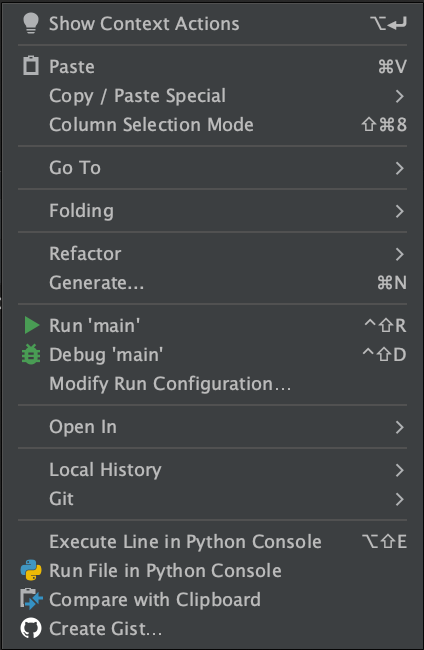 Show Context Actions ⌥↵
Paste ⌘V
Copy / Paste Special >
Column Selection Mode ⇧⌘8
Go To >
Folding >
Refactor >
Generate... ⌘N
Run 'main' ^⇧R
Debug 'main' ^⇧D
Modify Run Configuration...
Open In >
Local History >
Git >
Execute Line in Python Console ⌥⇧E
Run File in Python Console
Compare with Clipboard
Create Gist...